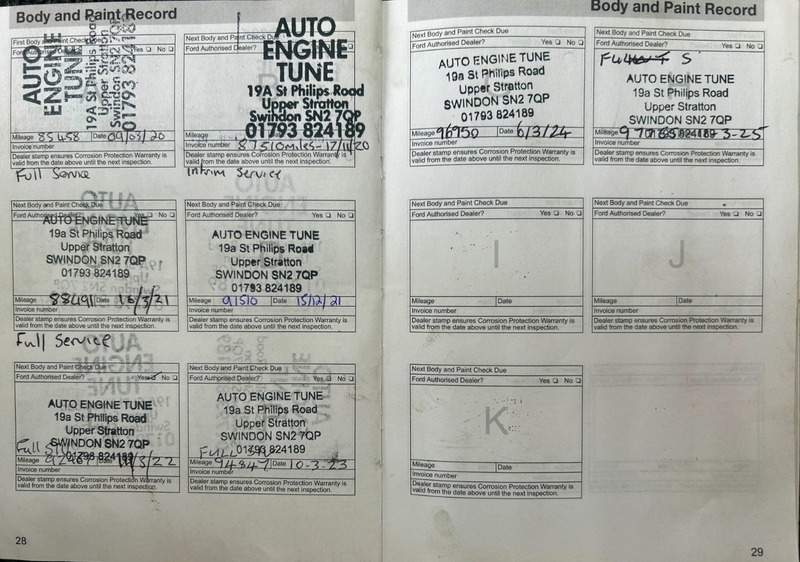 Body and Paint Record
First Body and Paint Check Due
Ford Authorised Dealer? Yes No
AUTO
ENGINE
TUNE
19A St Philips Road
Upper Stratton
Swindon SN2 7QP
01793 824189
Mileage 85458 Date 09/03/20
Invoice number
Dealer stamp ensures Corrosion Protection Warranty is
valid from the date above until the next inspection.
Full Service
Next Body and Paint Check Due
Ford Authorised Dealer?
AUTO
ENGINE
TUNE
19A St Philips Road
Upper Stratton
Swindon SN2 7QP
01793 824189
Mileage
Invoice number 87510miles-17/11/20
Dealer stamp ensures Corrosion Protection Warranty is
valid from the date above until the next inspection.
Intrim Service
Next Body and Paint Check Due
Ford Authorised Dealer? Yes No
AUTO ENGINE TUNE
19a St Philips Road
Upper Stratton
SWINDON SN2 7QP
01793 824189
Mileage 88491 Date 16/3/21
Invoice number
Dealer stamp ensures Corrosion Protection Warranty is
valid from the date above until the next inspection.
Full Service
Next Body and Paint Check Due
Ford Authorised Dealer? Yes No
AUTO ENGINE TUNE
19a St Philips Road
Upper Stratton
SWINDON SN2 7QP
01793 824189
Mileage 91510 Date 15/12/21
Invoice number
Dealer stamp ensures Corrosion Protection Warranty is
valid from the date above until the next inspection.
Next Body and Paint Check Due
Ford Authorised Dealer? Yes No
AUTO ENGINE TUNE
19a St Philips Road
Upper Stratton
SWINDON SN2 7QP
01793 824189
Full
Mileage Date
Invoice number
Dealer stamp ensures Corrosion Protection Warranty is
valid from the date above until the next inspection.
Next Body and Paint Check Due
Ford Authorised Dealer? Yes No
AUTO ENGINE TUNE
19a St Philips Road
Upper Stratton
SWINDON SN2 7QP
01793 824189
FULL
Mileage 94847 Date 10-3-23
Invoice number
Dealer stamp ensures Corrosion Protection Warranty is
valid from the date above until the next inspection.
28
Body and Paint Record
Next Body and Paint Check Due
Ford Authorised Dealer? Yes No
AUTO ENGINE TUNE
19a St Philips Road
Upper Stratton
SWINDON SN2 7QP
01793 824189
Mileage 96950 Date 6/3/24
Invoice number
Dealer stamp ensures Corrosion Protection Warranty is
valid from the date above until the next inspection.
Next Body and Paint Check Due
Ford Authorised Dealer? Yes No
S
AUTO ENGINE TUNE
19a St Philips Road
Upper Stratton
SWINDON SN2 7QP
01793 824189
Mileage 3-25
Invoice number
Dealer stamp ensures Corrosion Protection Warranty is
valid from the date above until the next inspection.
Next Body and Paint Check Due
Ford Authorised Dealer? Yes No
I
Mileage Date
Invoice number
Dealer stamp ensures Corrosion Protection Warranty is
valid from the date above until the next inspection.
Next Body and Paint Check Due
Ford Authorised Dealer? Yes No
J
Mileage Date
Invoice number
Dealer stamp ensures Corrosion Protection Warranty is
valid from the date above until the next inspection.
Next Body and Paint Check Due
Ford Authorised Dealer? Yes No
K
Mileage Date
Invoice number
Dealer stamp ensures Corrosion Protection Warranty is
valid from the date above until the next inspection.
29